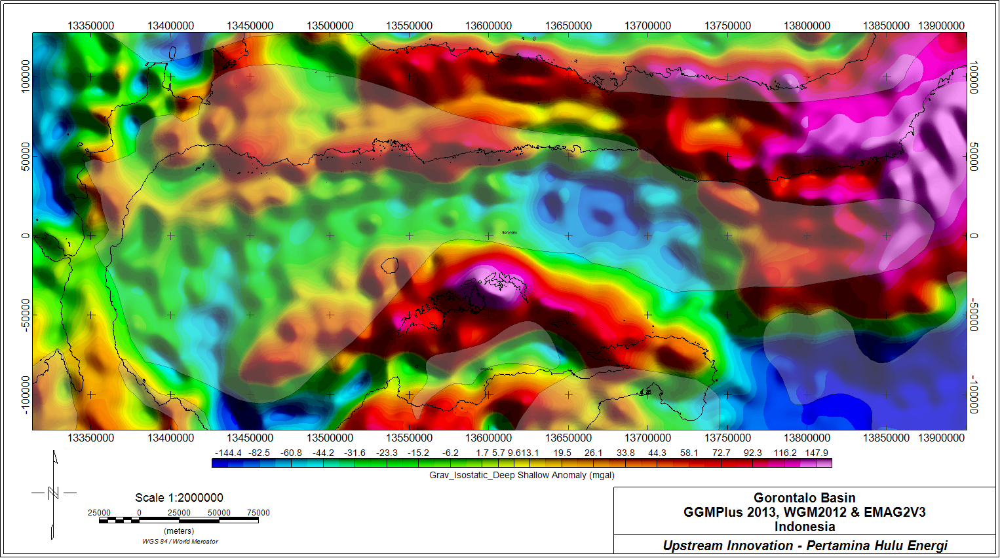 13350000 13400000 13450000 13500000 13550000 13600000 13650000 13700000 13750000 13800000 13850000 13900000
100000 100000
50000 50000
0 0
Gorontalo
-50000 -50000
-100000 -100000
13350000 13400000 13450000 13500000 13550000 13600000 13650000 13700000 13750000 13800000 13850000 13900000
-144.4 -82.5 -60.8 -44.2 -31.6 -23.3 -15.2 -6.2 1.7 5.7 9.6 13.1 19.5 26.1 33.8 44.3 58.1 72.7 92.3 116.2 147.9
Grav_Isostatic_Deep Shallow Anomaly (mgal)
N
Scale 1:2000000
25000 0 25000 50000 75000
(meters)
WGS 84 / World Mercator
Gorontalo Basin
GGMPlus 2013, WGM2012 & EMAG2V3
Indonesia
Upstream Innovation - Pertamina Hulu Energi